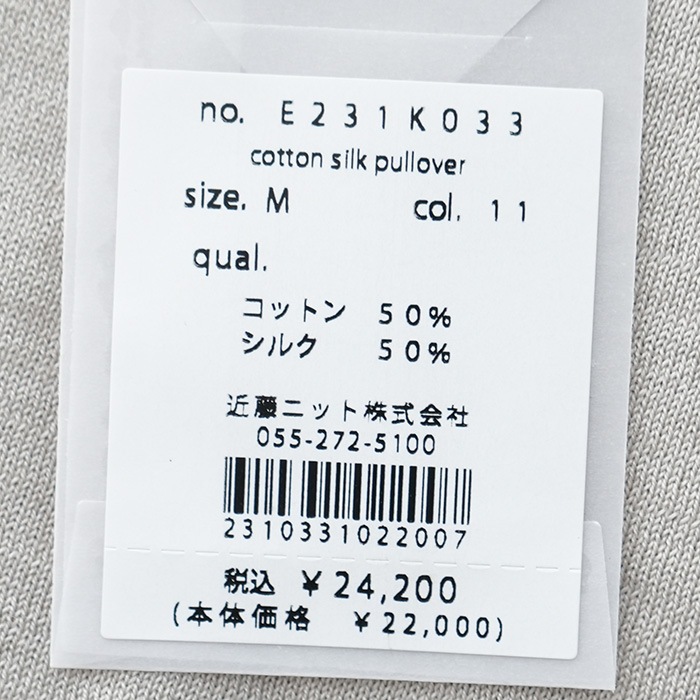 no. E231K033
cotton silk pullover
size. M col. 11
qual.
コットン 50%
シルク 50%
近藤ニット株式会社
055-272-5100
2310331022007
税込 ¥24,200
(本体価格 ¥22,000)